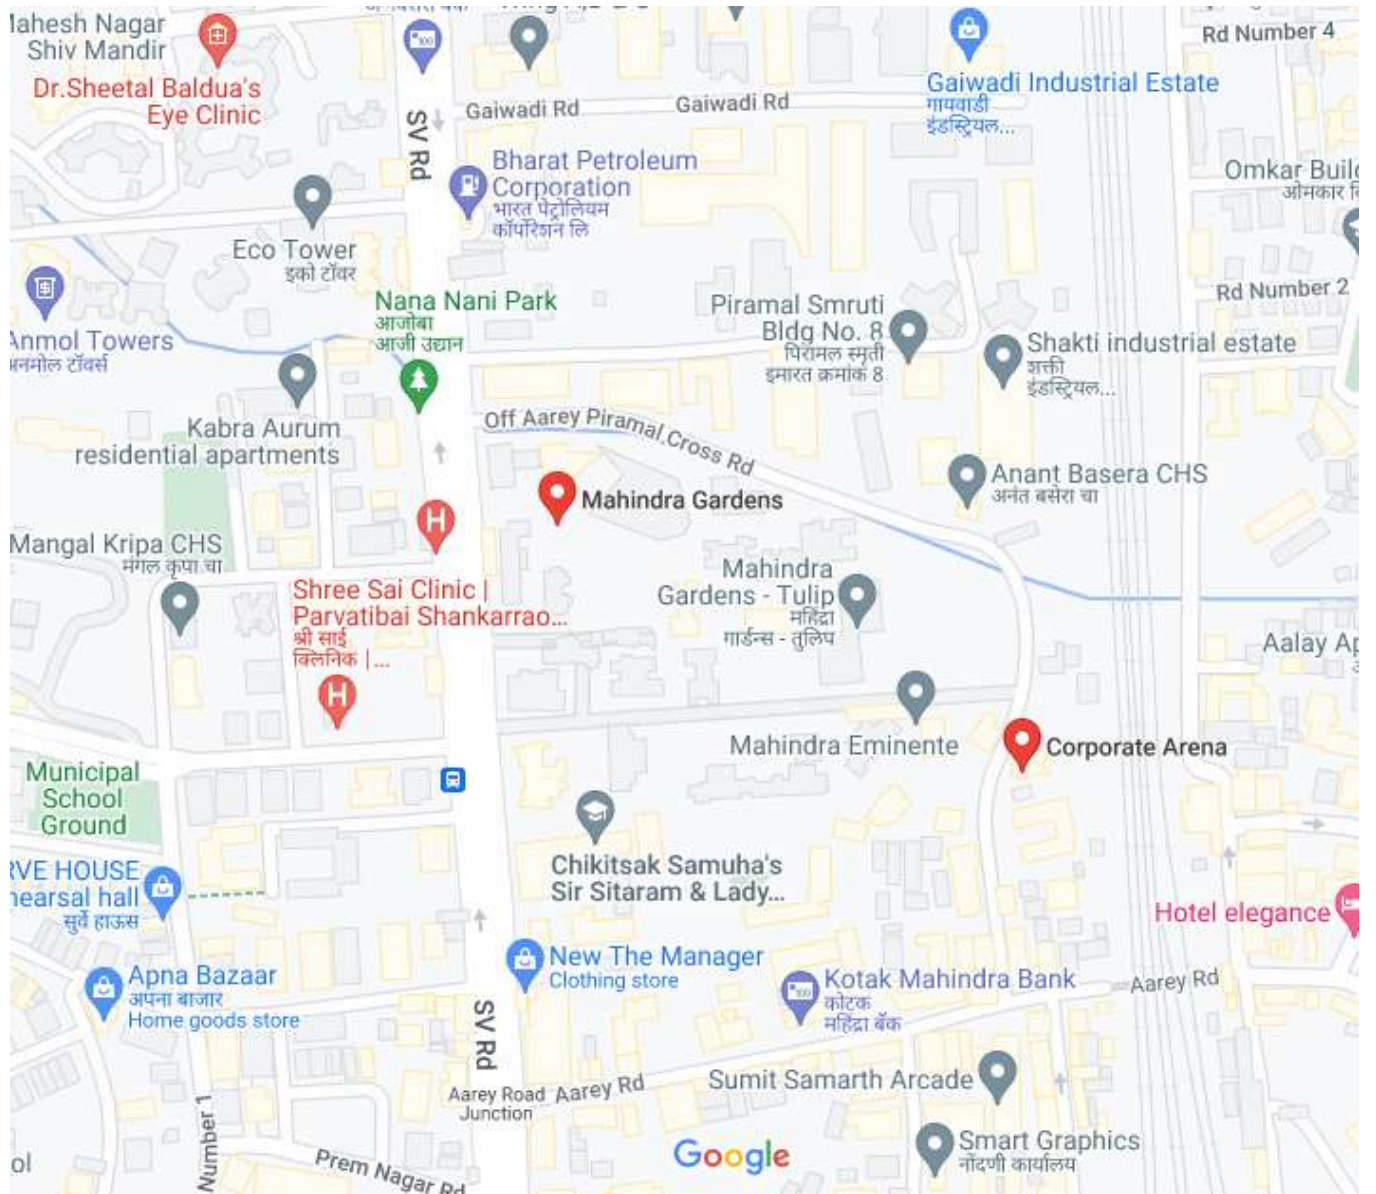 Mahesh Nagar
Shiv Mandir
Dr.Sheetal Baldua's
Eye Clinic
SV Rd
Gaiwadi Rd
Gaiwadi Rd
Gaiwadi Industrial Estate
गायवाडी
इंडस्ट्रियल...
Rd Number 4
Bharat Petroleum
Corporation
भारत पेट्रोलियम
कॉर्पोरेशन लि
Omkar Builc
ओमकार
Eco Tower
इको टॉवर
Anmol Towers
अनमोल टॉवर्स
Nana Nani Park
आजोबा
आजी उद्यान
Piramal Smruti
Bldg No. 8
पिरामल स्मृती
इमारत क्रमांक 8
Rd Number 2
Shakti industrial estate
शक्ती
इंडस्ट्रियल...
Kabra Aurum
residential apartments
Off Aarey Piramal Cross Rd
Mahindra Gardens
Anant Basera CHS
अनंत बसेरा चा
Mangal Kripa CHS
मंगल कृपा चा
H
Shree Sai Clinic |
Parvatibai Shankarrao...
श्री साई
क्लिनिक |...
H
Mahindra
Gardens - Tulip
महिंद्रा
गार्डन्स - तुलिप
Aalay Ap
Mahindra Eminente
Corporate Arena
Municipal
School
Ground
Chikitsak Samuha's
Sir Sitaram & Lady...
RVE HOUSE
hearsal hall
सुर्वे हाऊस
Hotel elegance
New The Manager
Clothing store
Apna Bazaar
अपना बाजार
Home goods store
Kotak Mahindra Bank
कोटक
महिंद्रा बँक
Aarey Rd
SV Rd
Aarey Road
Junction
Aarey Rd
Sumit Samarth Arcade
Number 1
Prem Nagar Rd
Google
Smart Graphics
नोंदणी कार्यालय
ol